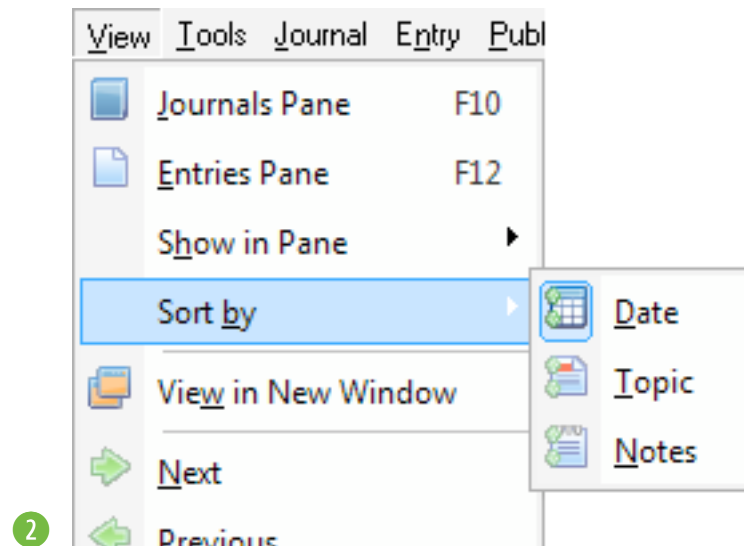 View Tools Journal Entry Publ
Journals Pane F10
Entries Pane F12
Show in Pane
Sort by
Date
View in New Window
Topic
Notes
Next
2
Previous